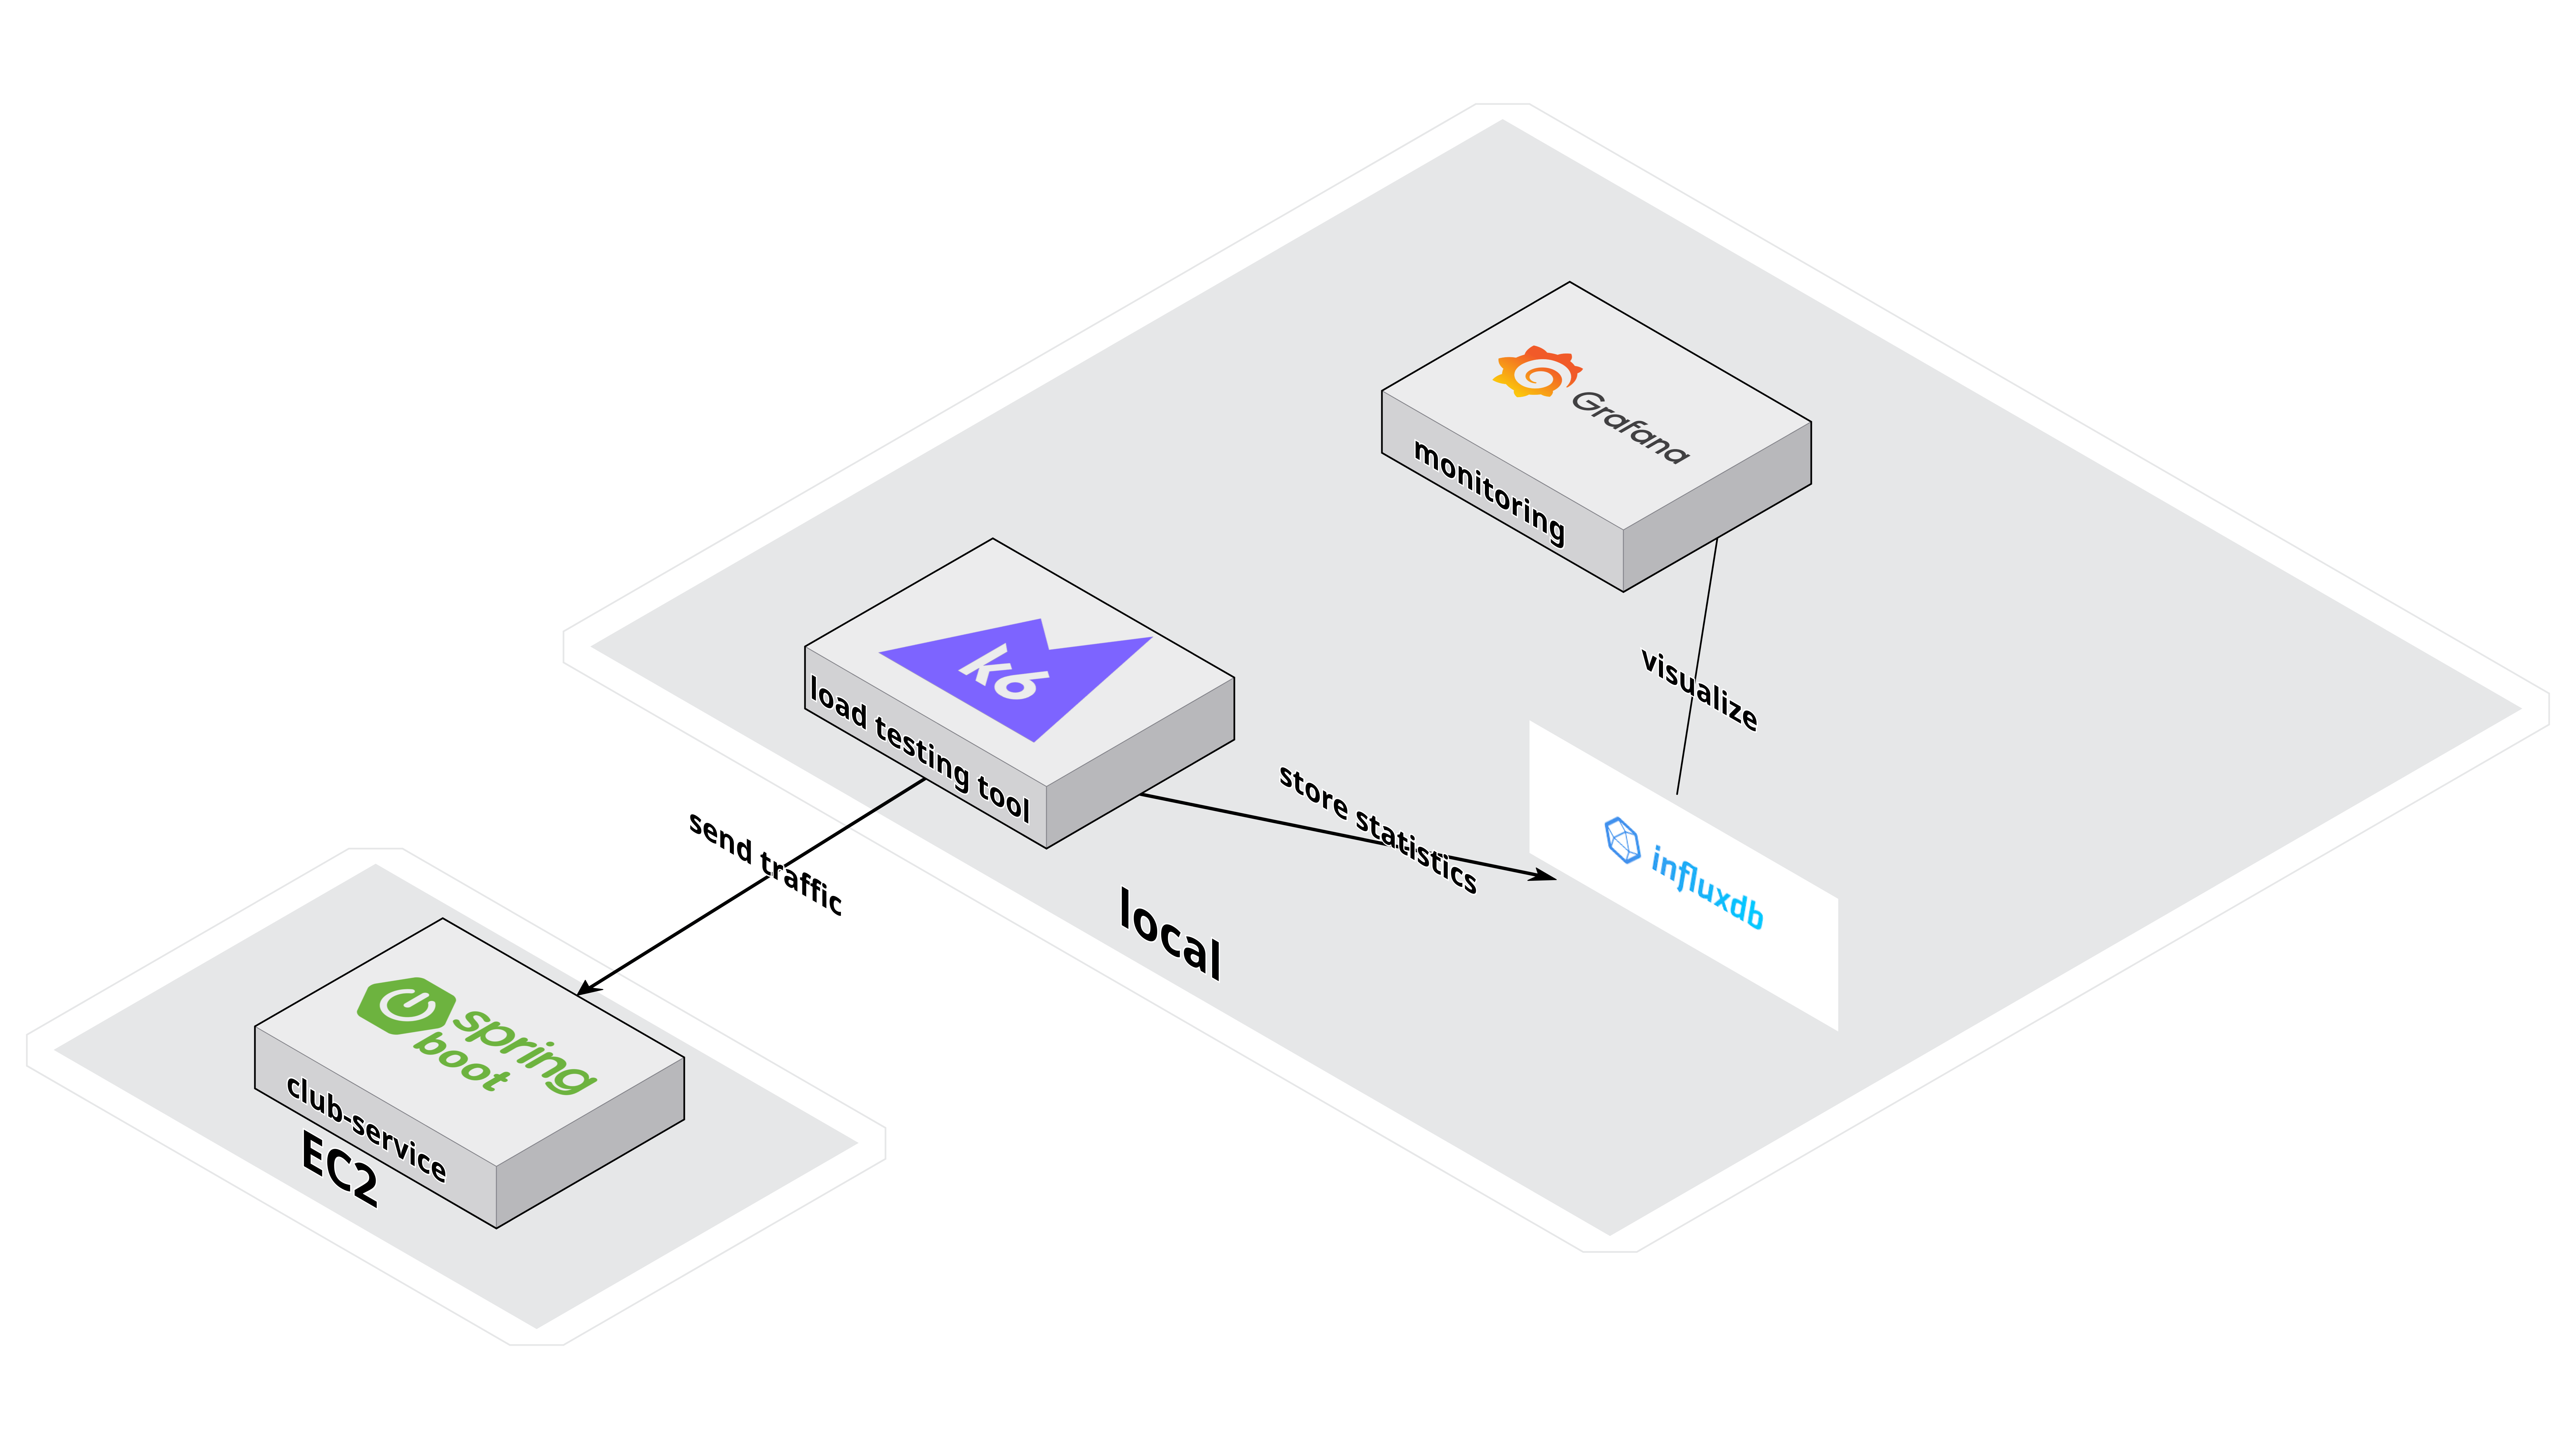 Grafana
monitoring
k6
load testing tool
visualize
store statistics
influxdb
send traffic
local
spring
boot
club-service
EC2